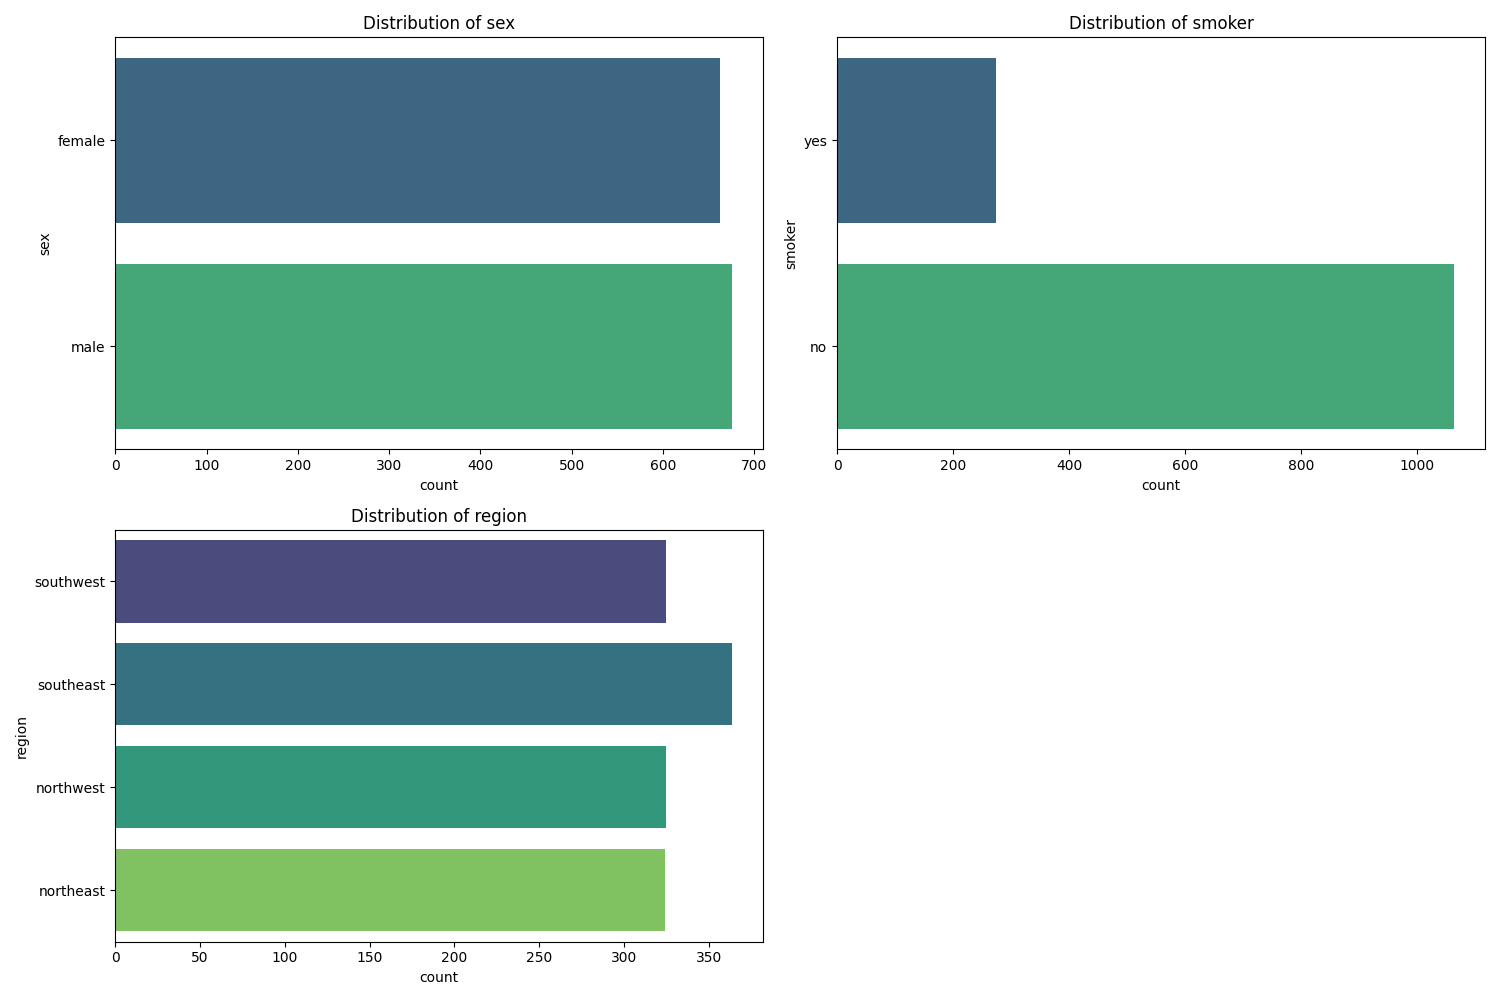 Distribution of sex
sex
female
male
0 100 200 300 400 500 600 700
count
Distribution of smoker
smoker
yes
no
0 200 400 600 800 1000
count
Distribution of region
region
southwest
southeast
northwest
northeast
0 50 100 150 200 250 300 350
count